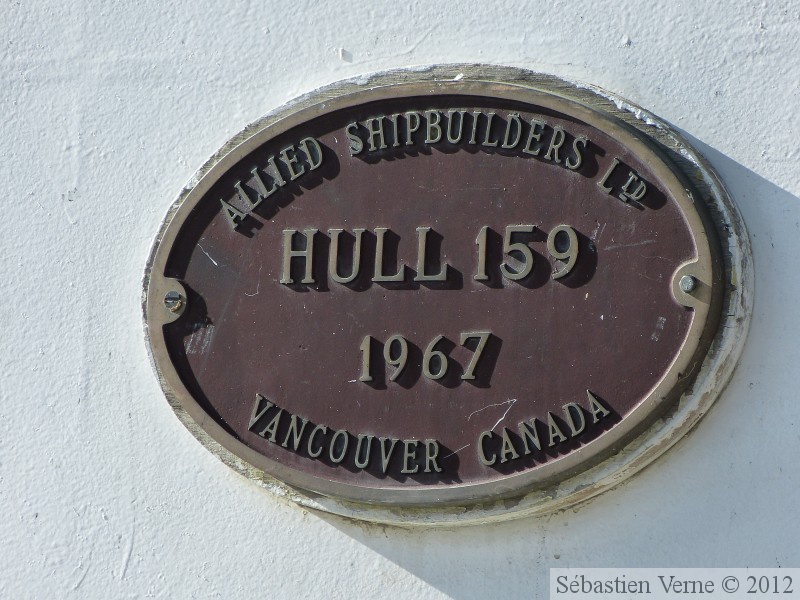 ALLIED SHIPBUILDERS LTD
HULL 159
1967
VANCOUVER CANADA
Sébastien Verne © 2012